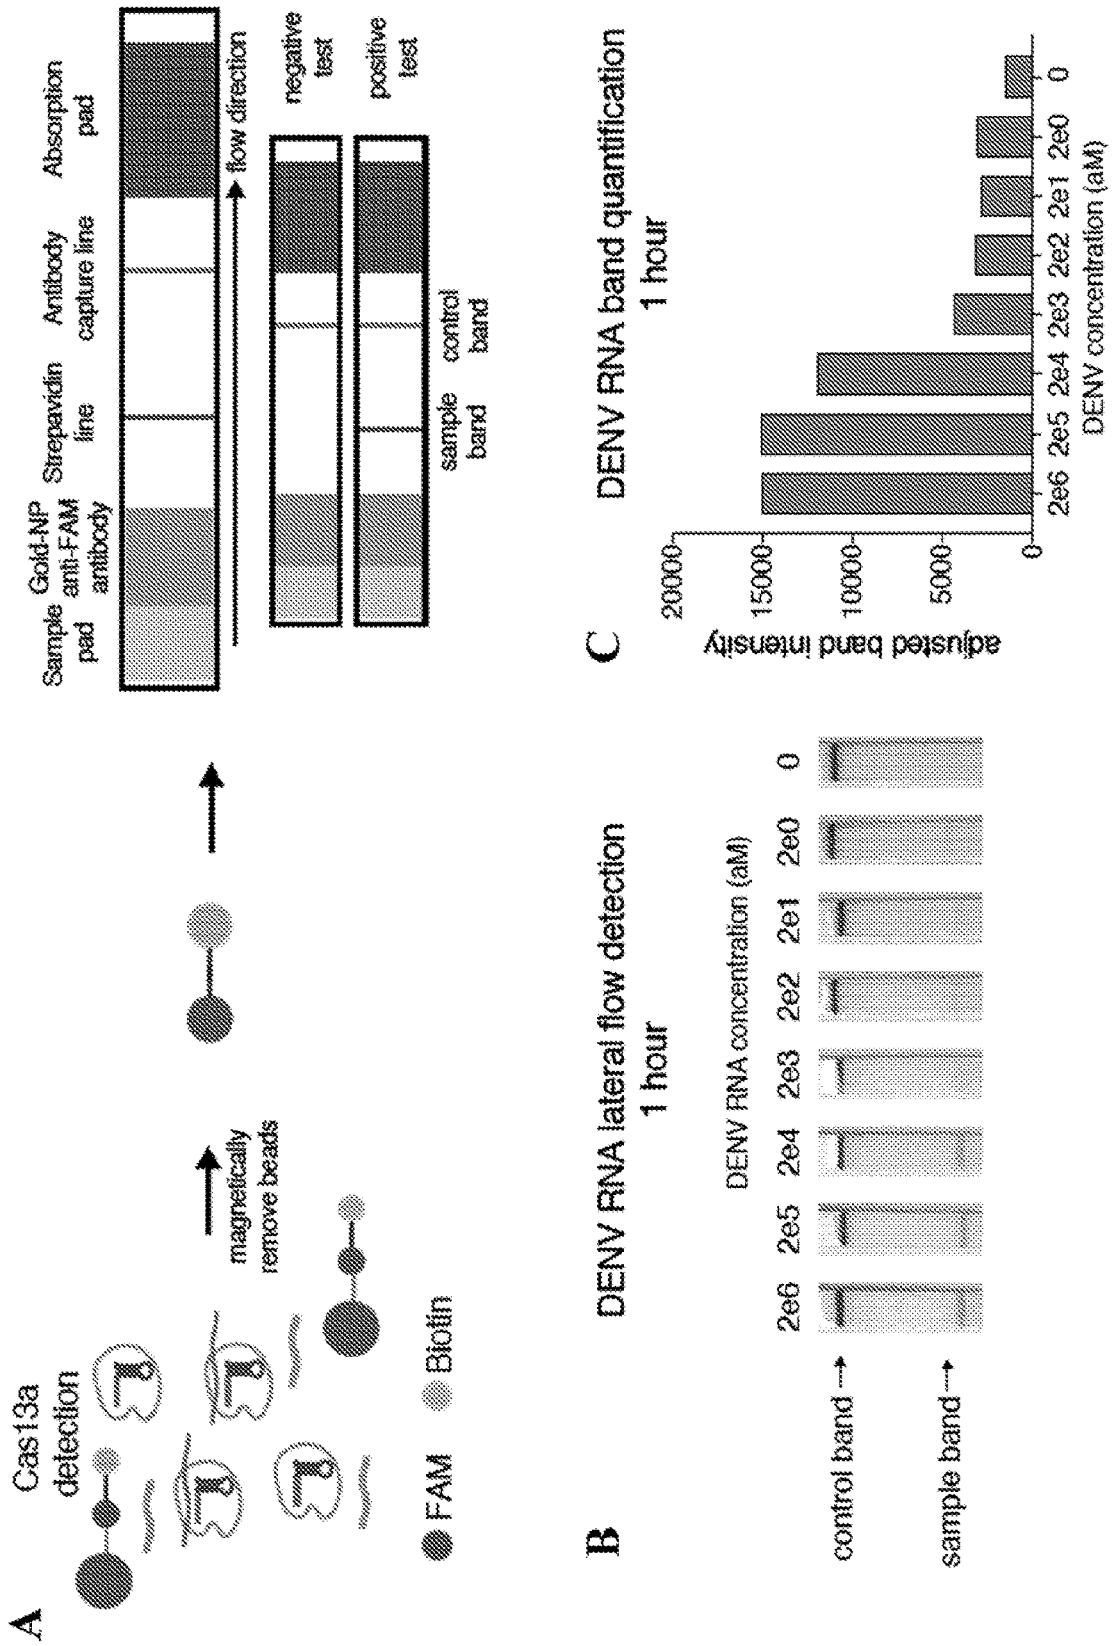 A
Cas13a
detection
magnetically
remove beads
FAM
Biotin
Sample
pad
Gold-NP
anti-FAM
antibody
Strepavidin
line
Antibody
capture line
Absorption
pad
flow direction
negative
test
positive
test
sample
band
control
band
B
DENV RNA lateral flow detection
1 hour
DENV RNA concentration (aM)
2e6 2e5 2e4 2e3 2e2 2e1 2e0 0
control band
sample band
C
DENV RNA band quantification
1 hour
adjusted band intensity
20000
15000
10000
5000
0
2e6 2e5 2e4 2e3 2e2 2e1 2e0 0
DENV concentration (aM)